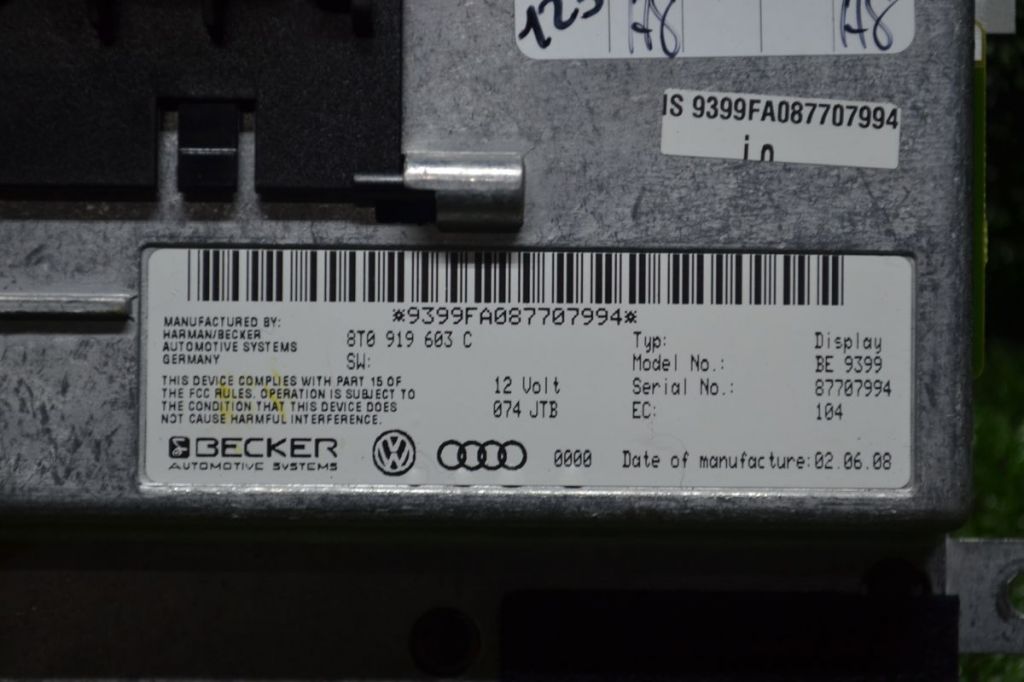 123 A8 A8
IS 9399FA087707994
*9399FA087707994*
MANUFACTURED BY:
HARMAN/BECKER
AUTOMOTIVE SYSTEMS
GERMANY
8T0 919 603 C
SW:
Typ: Display
Model No.: BE 9399
12 Volt Serial No.: 87707994
074 JTB EC: 104
THIS DEVICE COMPLIES WITH PART 15 OF
THE FCC RULES. OPERATION IS SUBJECT TO
THE CONDITION THAT THIS DEVICE DOES
NOT CAUSE HARMFUL INTERFERENCE.
BECKER
AUTOMOTIVE SYSTEMS
0000 Date of manufacture:02.06.08